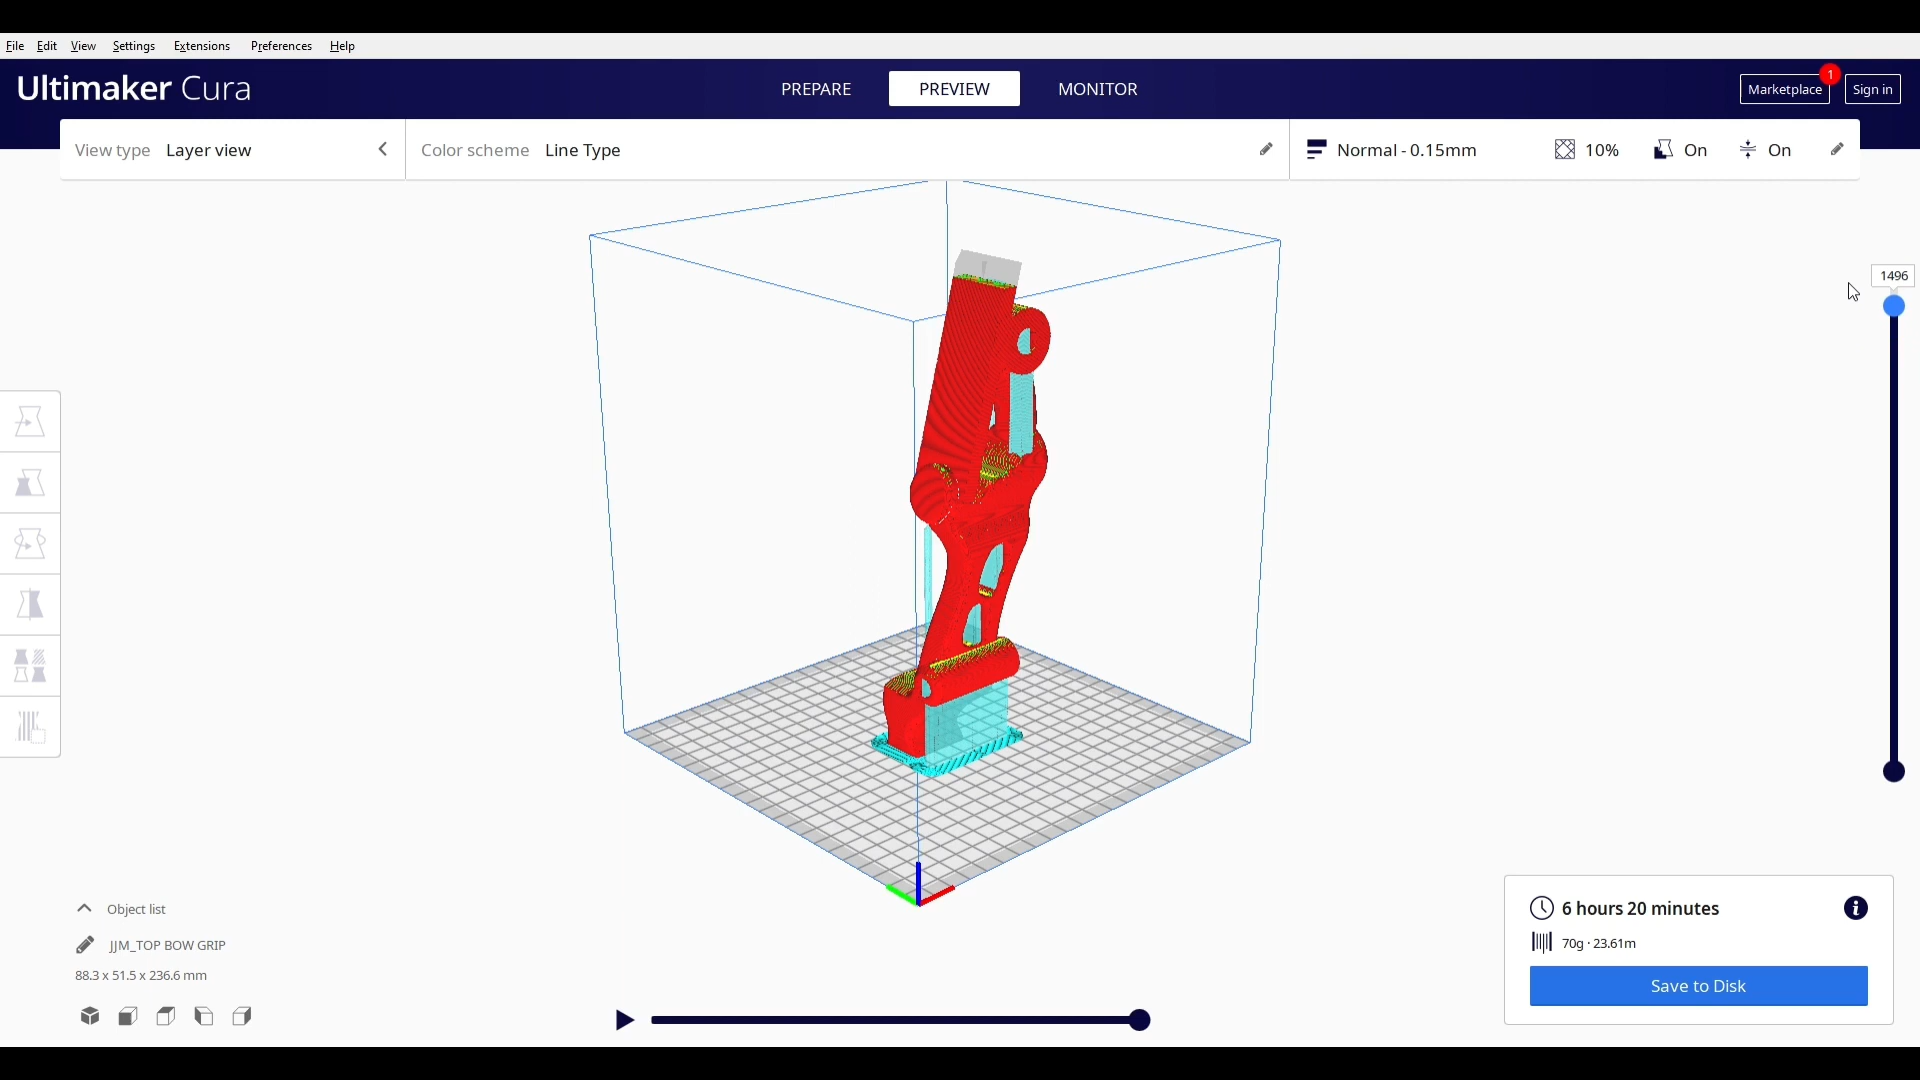 File Edit View Settings Extensions Preferences Help
Ultimaker Cura
PREPARE PREVIEW MONITOR
Marketplace 1 Sign in
View type Layer view
Color scheme Line Type
Normal - 0.15mm 10% On On
1496
Object list
JJM_TOP BOW GRIP
88.3 x 51.5 x 236.6 mm
6 hours 20 minutes
70g · 23.61m
Save to Disk